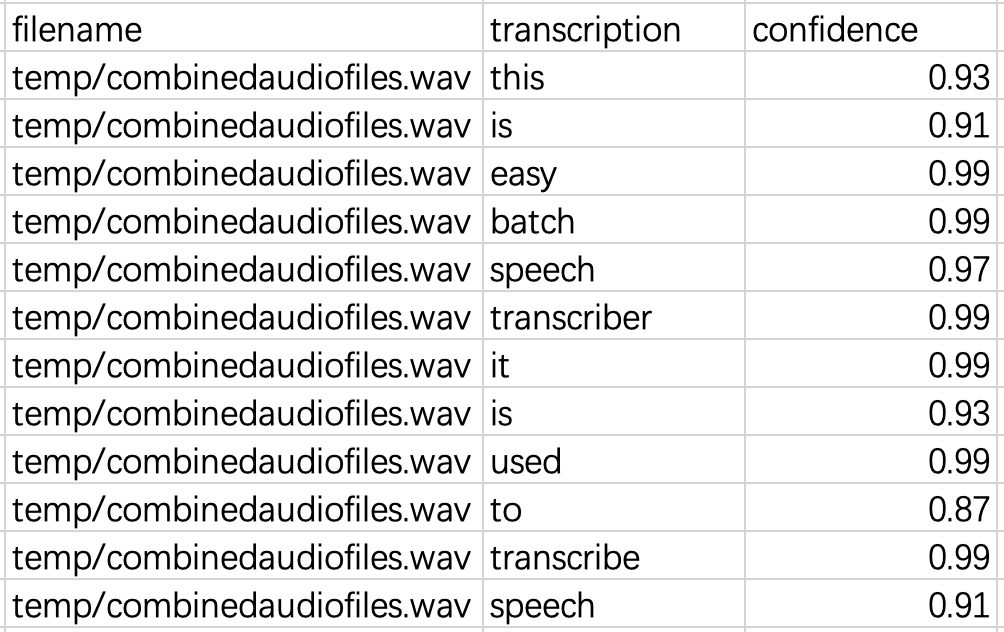 filename transcription confidence
temp/combinedaudiofiles.wav this 0.93
temp/combinedaudiofiles.wav is 0.91
temp/combinedaudiofiles.wav easy 0.99
temp/combinedaudiofiles.wav batch 0.99
temp/combinedaudiofiles.wav speech 0.97
temp/combinedaudiofiles.wav transcriber 0.99
temp/combinedaudiofiles.wav it 0.99
temp/combinedaudiofiles.wav is 0.93
temp/combinedaudiofiles.wav used 0.99
temp/combinedaudiofiles.wav to 0.87
temp/combinedaudiofiles.wav transcribe 0.99
temp/combinedaudiofiles.wav speech 0.91